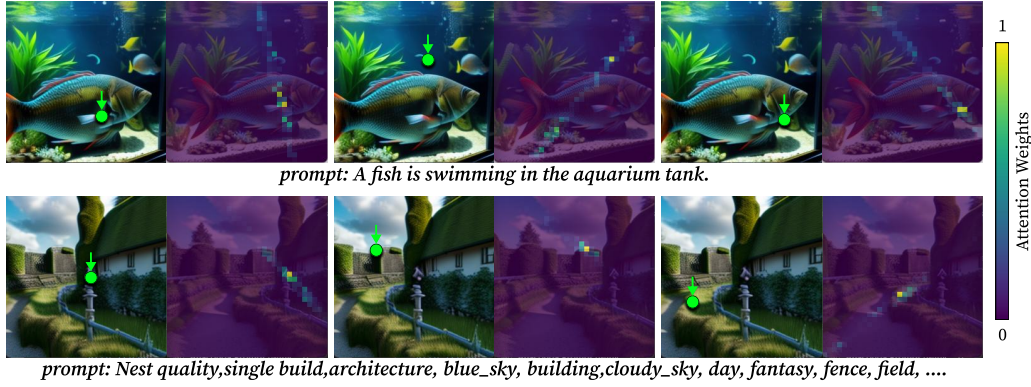 1
prompt: A fish is swimming in the aquarium tank.
Attention Weights
0
prompt: Nest quality,single build,architecture, blue_sky, building,cloudy_sky, day, fantasy, fence, field, ....